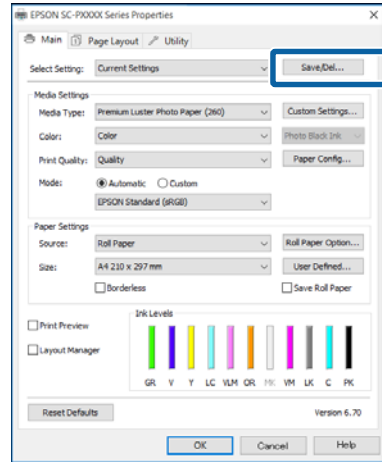 EPSON SC-PXXXX Series Properties
Main Page Layout Utility
Select Setting: Current Settings Save/Del...
Media Settings
Media Type: Premium Luster Photo Paper (260) Custom Settings...
Color: Color Photo Black Ink
Print Quality: Quality Paper Config...
Mode: Automatic Custom
EPSON Standard (sRGB)
Paper Settings
Source: Roll Paper Roll Paper Option...
Size: A4 210 x 297 mm User Defined...
Borderless Save Roll Paper
Ink Levels
Print Preview
Layout Manager
GR V Y LC VLM OR MK VM LK C PK
Reset Defaults Version 6.70
OK Cancel Help